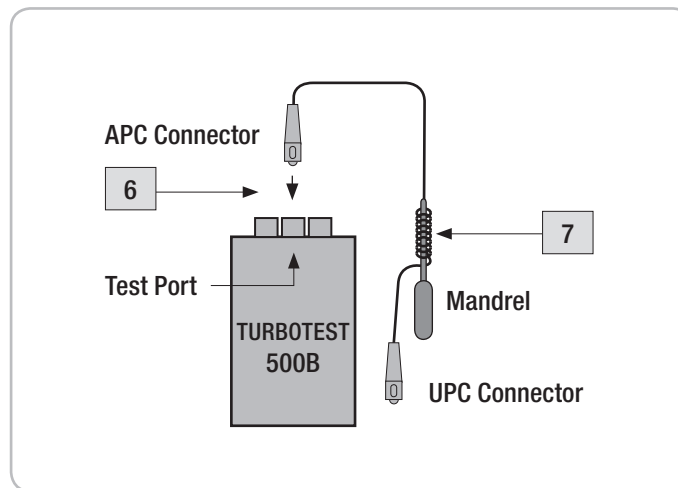 APC Connector
6
Test Port
TURBOTEST
500B
7
Mandrel
UPC Connector